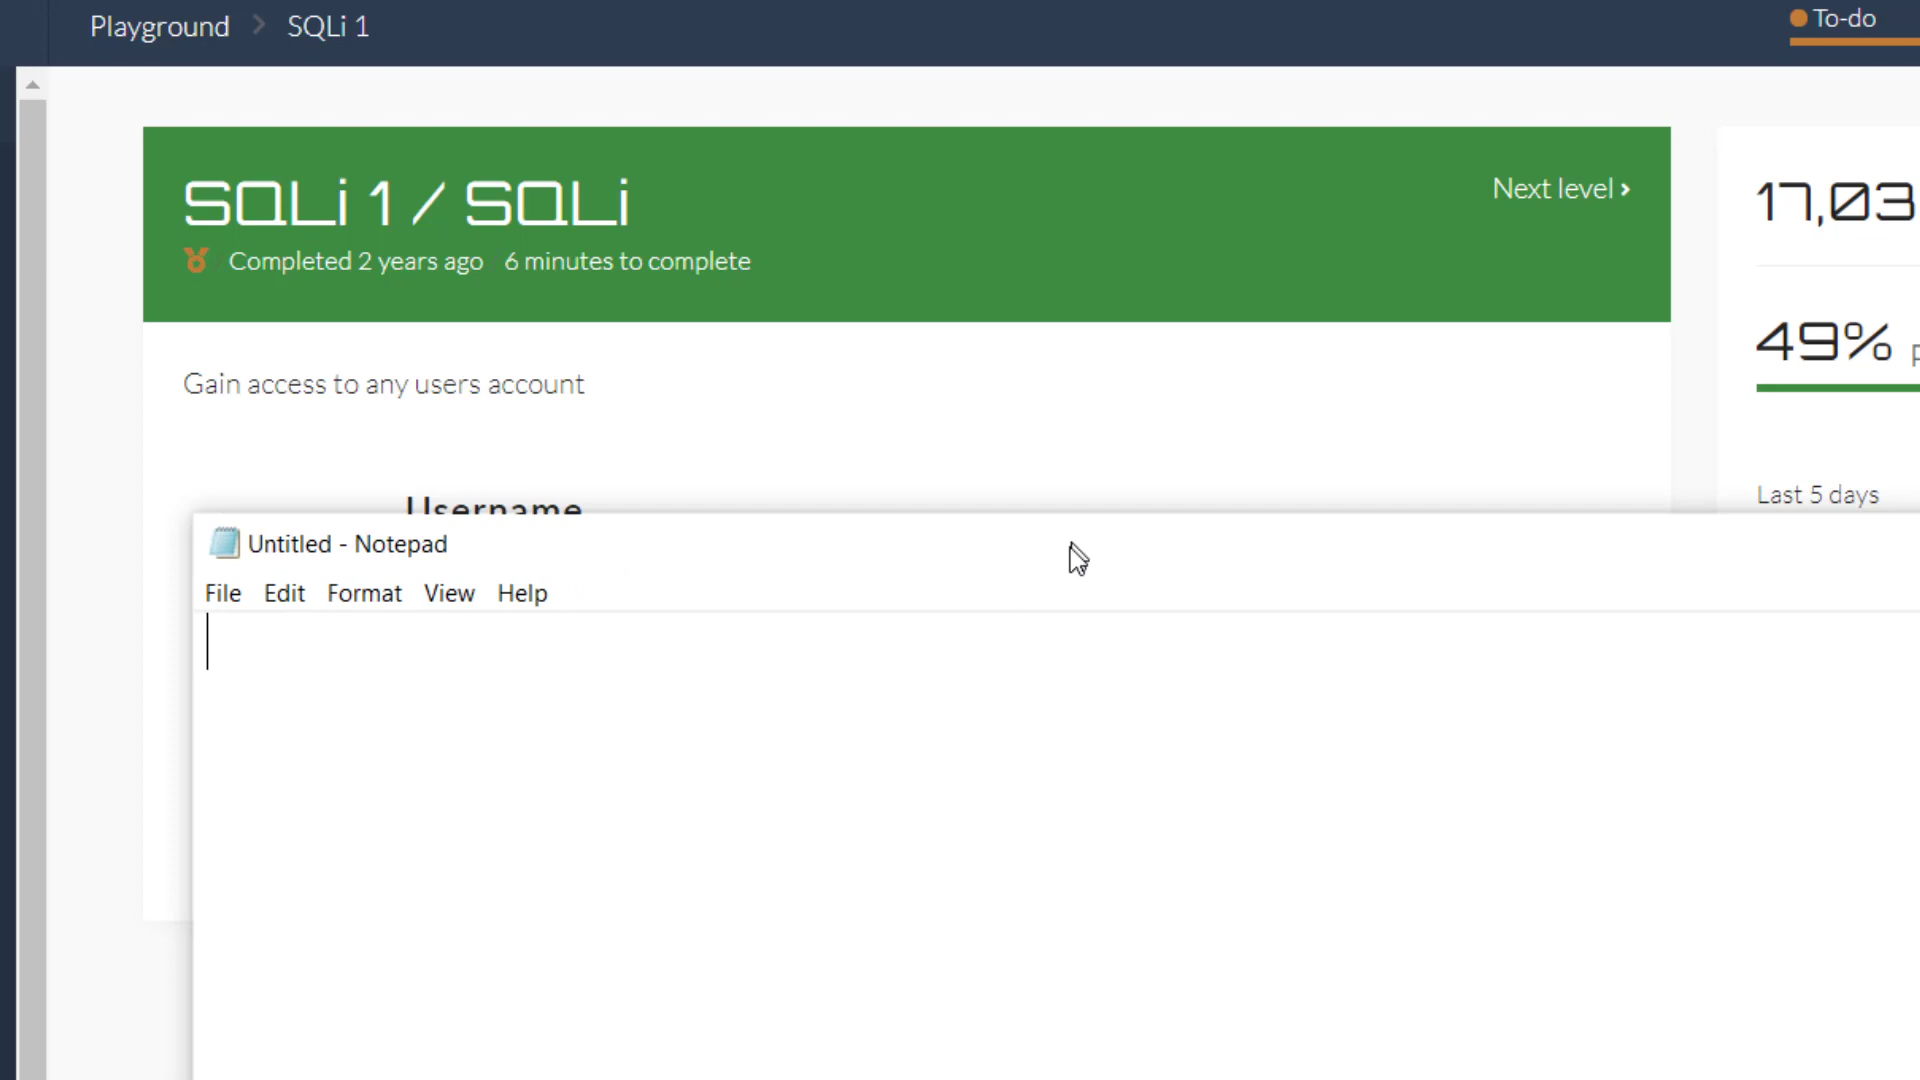 Playground > SQLi 1
To-do
SQLi 1 / SQLi
Next level >
Completed 2 years ago 6 minutes to complete
17,03
49%
Gain access to any users account
Last 5 days
Username
Untitled - Notepad
File Edit Format View Help